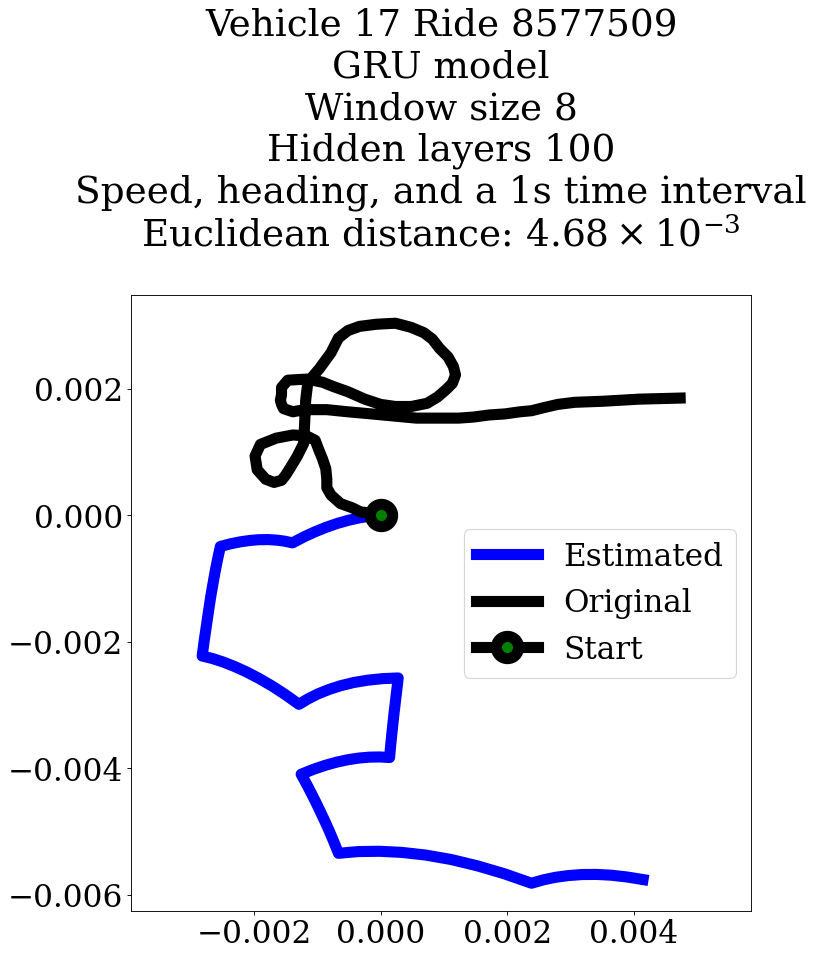 Vehicle 17 Ride 8577509
GRU model
Window size 8
Hidden layers 100
Speed, heading, and a 1s time interval
Euclidean distance: 4.68 × 10⁻³
0.002
0.000
−0.002
−0.004
−0.006
Estimated
Original
Start
−0.002 0.000 0.002 0.004